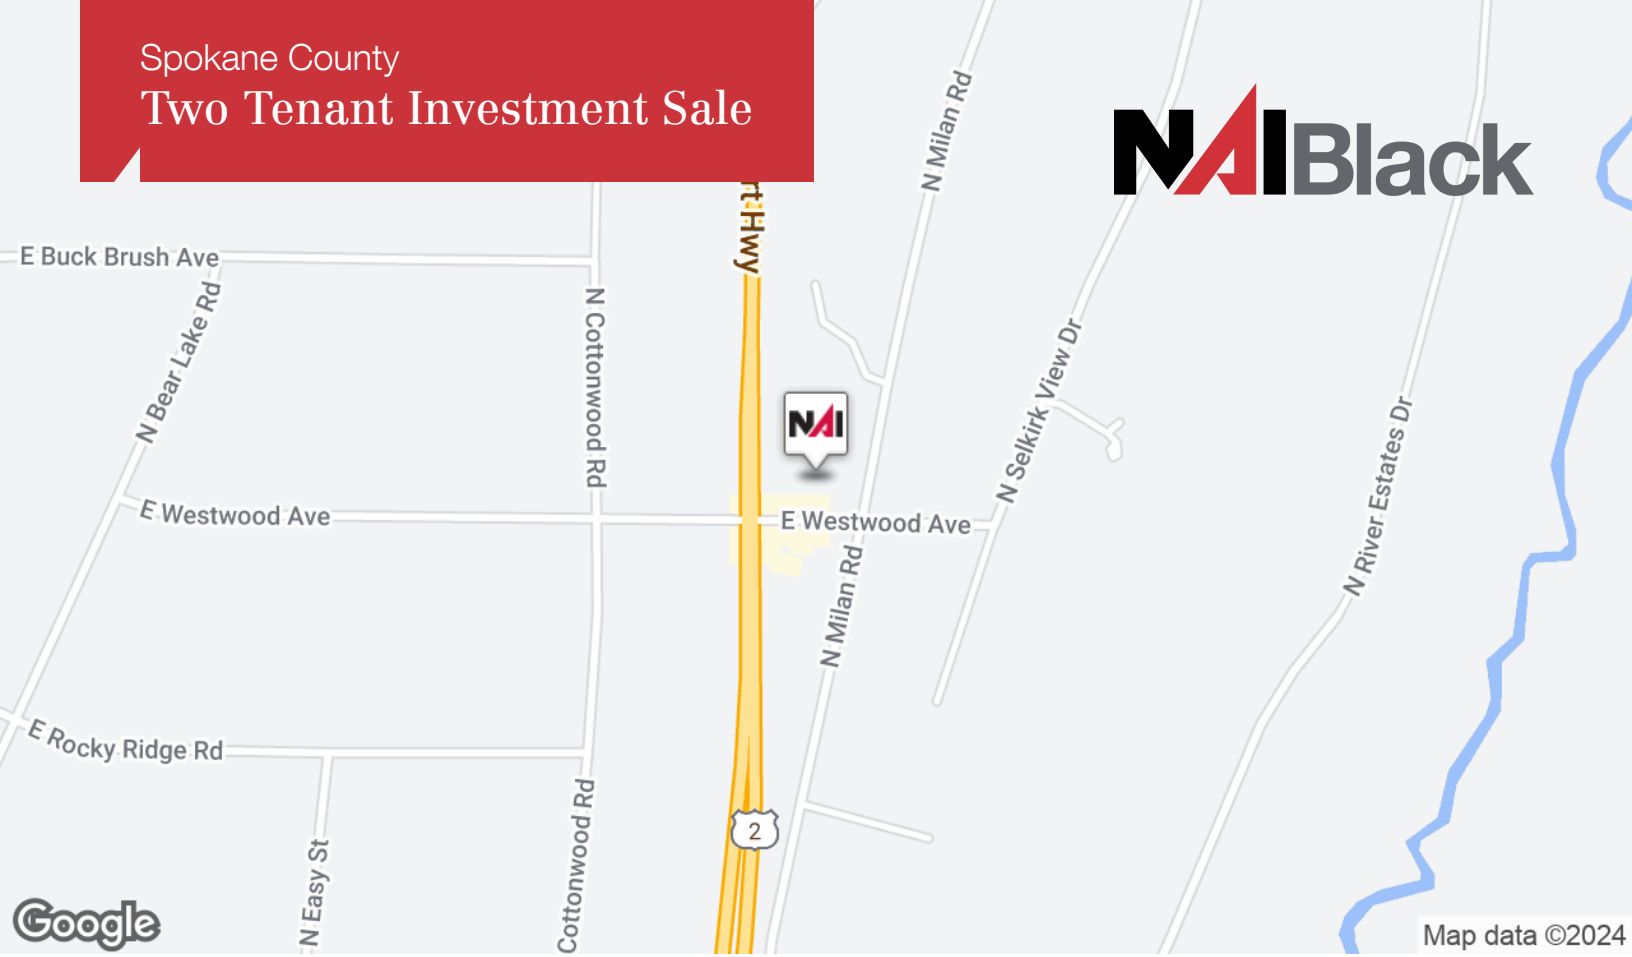 Spokane County
Two Tenant Investment Sale
NAIBlack
N Milan Rd
rt Hwy
E Buck Brush Ave
N Bear Lake Rd
N Cottonwood Rd
N Selkirk View Dr
NAI
N River Estates Dr
E Westwood Ave
E Westwood Ave
N Milan Rd
E Rocky Ridge Rd
Cottonwood Rd
2
N Easy St
Google
Map data ©2024